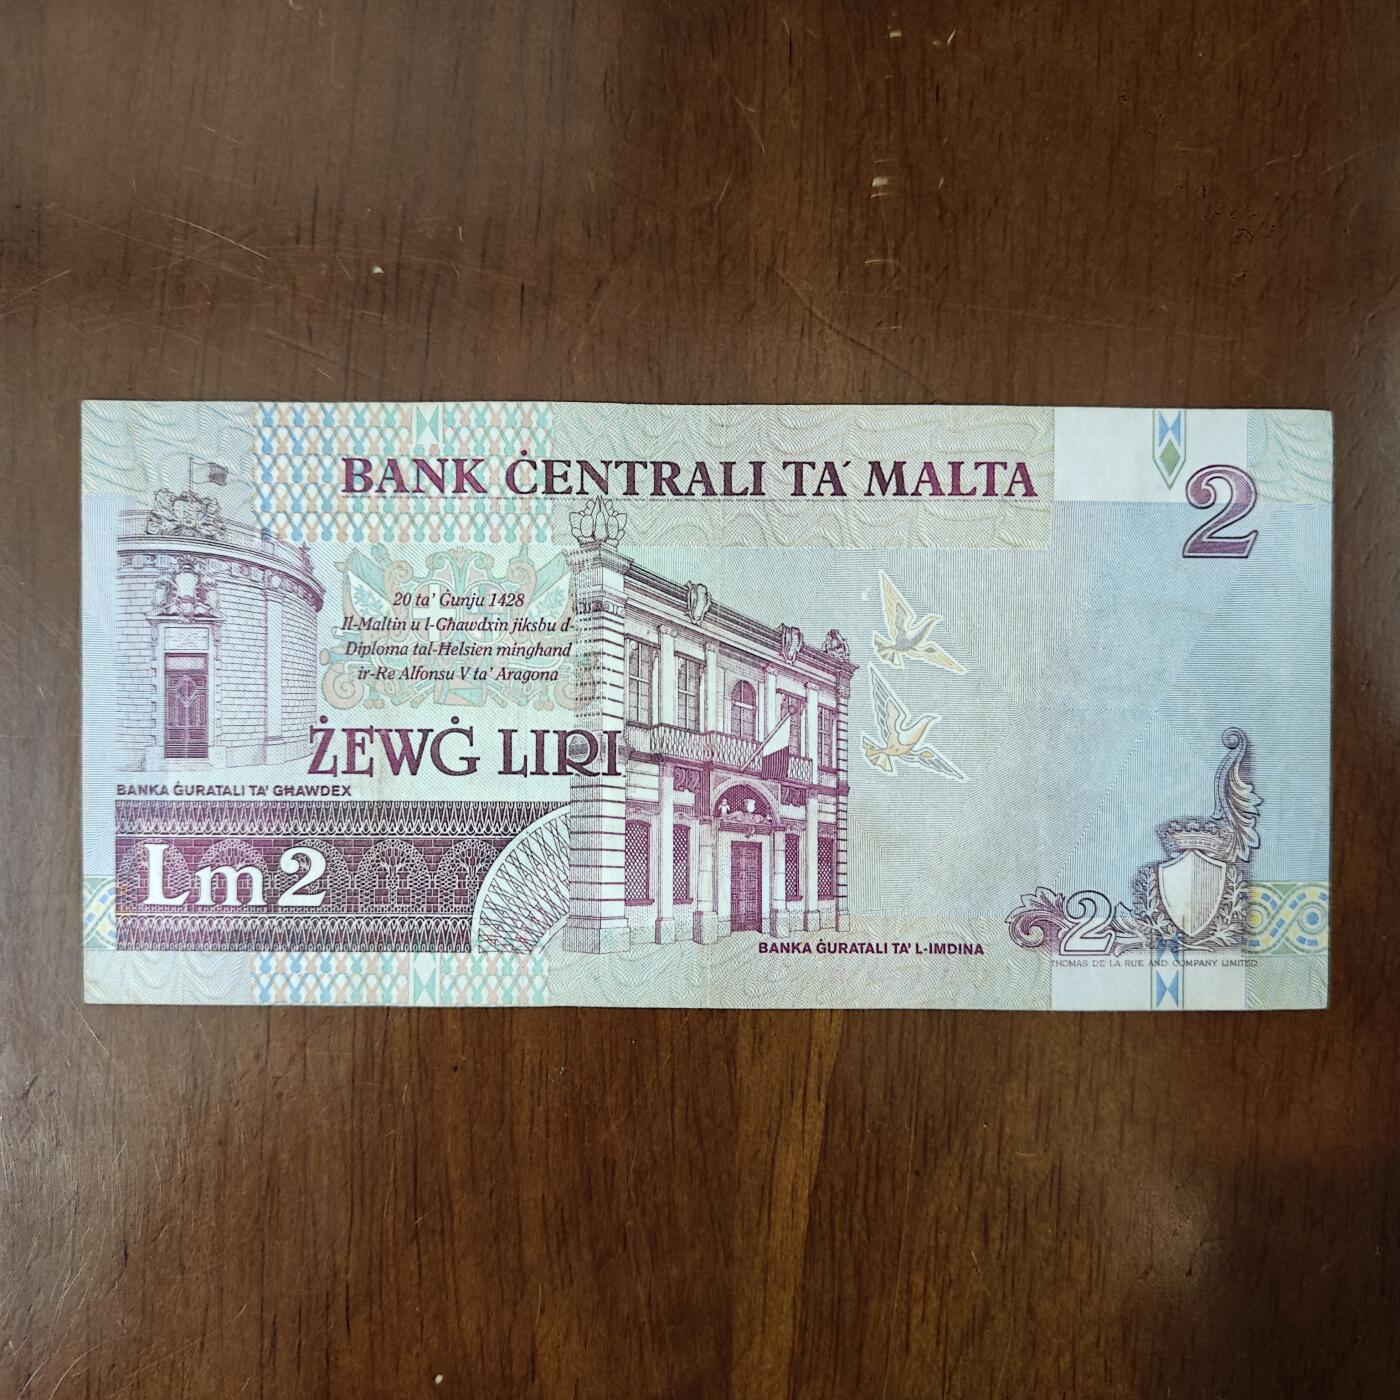 BANK ĊENTRALI TA' MALTA
2
20 ta' Ġunju 1428
Il-Maltin u l-Għawdxin jiksbu d-
Diploma tal-Ħelsien mingħand
ir-Re Alfonsu V ta' Aragona
ŻEWĠ LIRI
BANKA ĠURATALI TA' GĦAWDEX
Lm2
BANKA ĠURATALI TA' L-IMDINA
2
THOMAS DE LA RUE AND COMPANY LIMITED